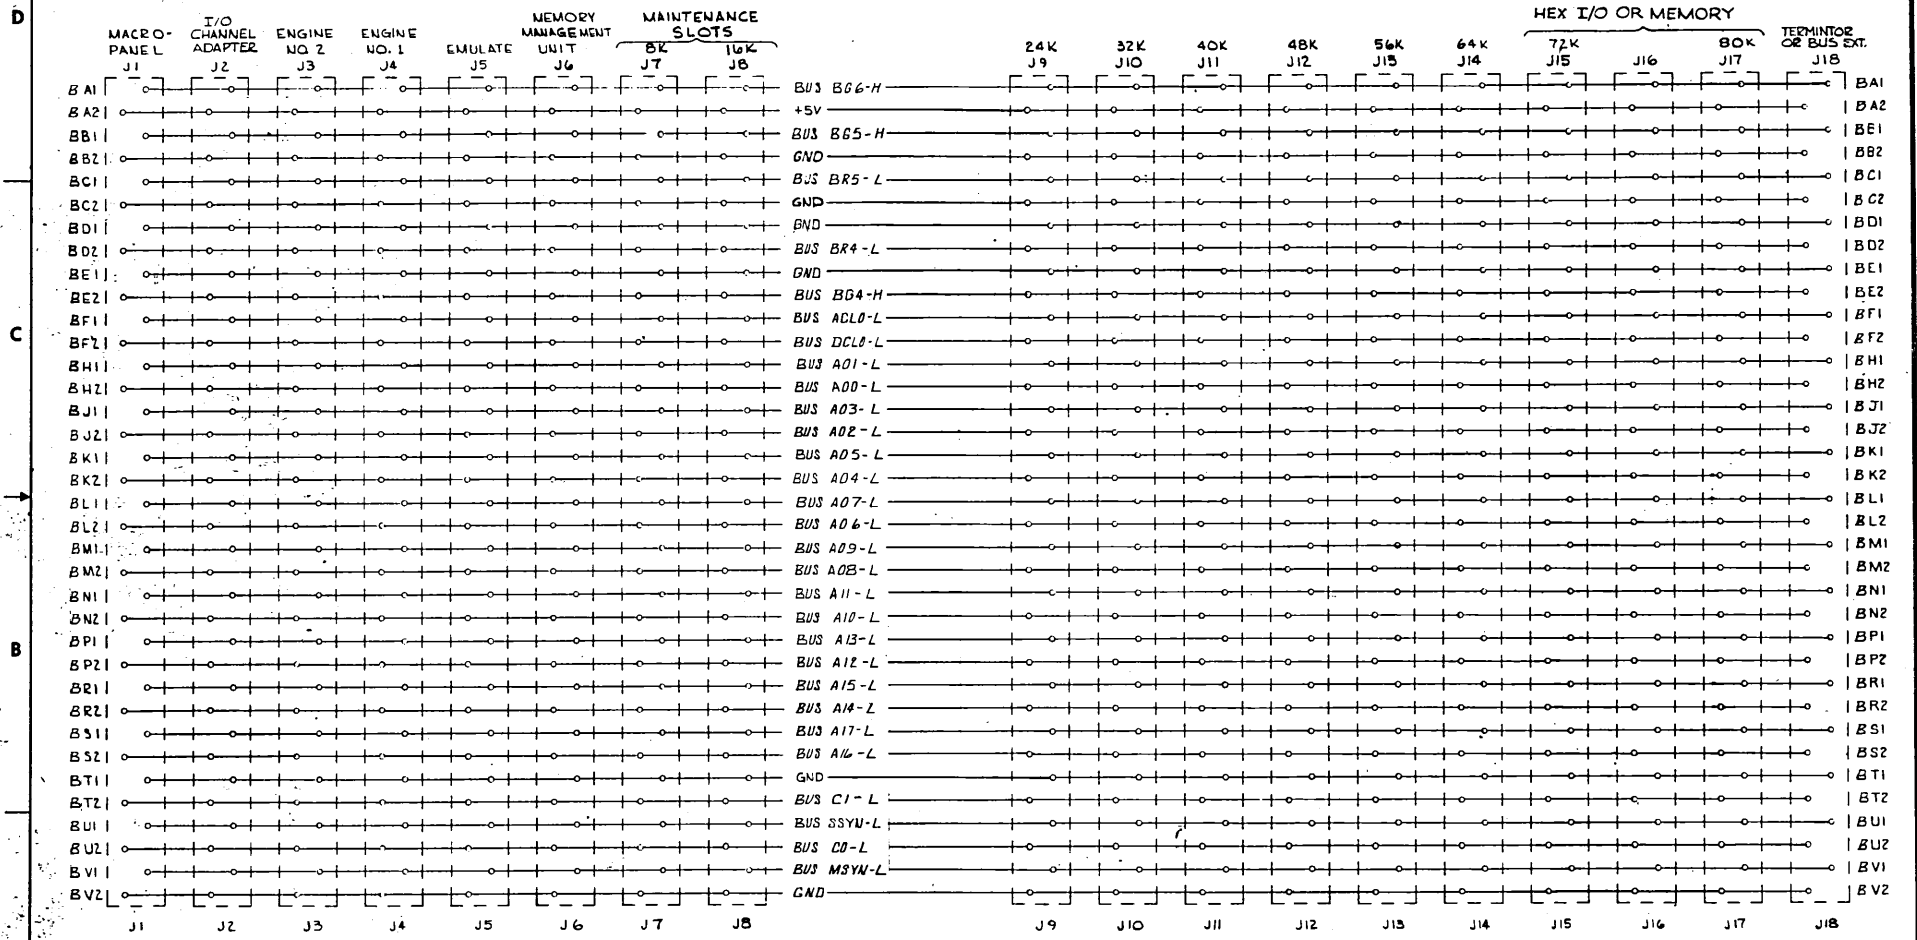 D
MACRO-PANEL
I/O CHANNEL ADAPTER
ENGINE NO 2
ENGINE NO. 1
EMULATE
MEMORY MANAGEMENT UNIT
MAINTENANCE SLOTS
8K 16K
24K 32K 40K 48K 56K 64K
HEX I/O OR MEMORY
72K 80K
TERMINTOR OR BUS EXT.
J1 J2 J3 J4 J5 J6 J7 J8 J9 J10 J11 J12 J13 J14 J15 J16 J17 J18
BA1 BUS BG6-H BA1
BA2 +5V BA2
BB1 BUS BG5-H BE1
BB2 GND BB2
BC1 BUS BR5-L BC1
BC2 GND BC2
BD1 GND BD1
BD2 BUS BR4-L BD2
BE1 GND BE1
BE2 BUS BG4-H BE2
BF1 BUS ACLO-L BF1
C
BF2 BUS DCLO-L BF2
BH1 BUS A01-L BH1
BH2 BUS A00-L BH2
BJ1 BUS A03-L BJ1
BJ2 BUS A02-L BJ2
BK1 BUS A05-L BK1
BK2 BUS A04-L BK2
BL1 BUS A07-L BL1
BL2 BUS A06-L BL2
BM1 BUS A09-L BM1
BM2 BUS A08-L BM2
BN1 BUS A11-L BN1
BN2 BUS A10-L BN2
BP1 BUS A13-L BP1
B
BP2 BUS A12-L BP2
BR1 BUS A15-L BR1
BR2 BUS A14-L BR2
BS1 BUS A17-L BS1
BS2 BUS A16-L BS2
BT1 GND BT1
BT2 BUS C1-L BT2
BU1 BUS SSYN-L BU1
BU2 BUS C0-L BU2
BV1 BUS MSYN-L BV1
BV2 GND BV2
J1 J2 J3 J4 J5 J6 J7 J8 J9 J10 J11 J12 J13 J14 J15 J16 J17 J18